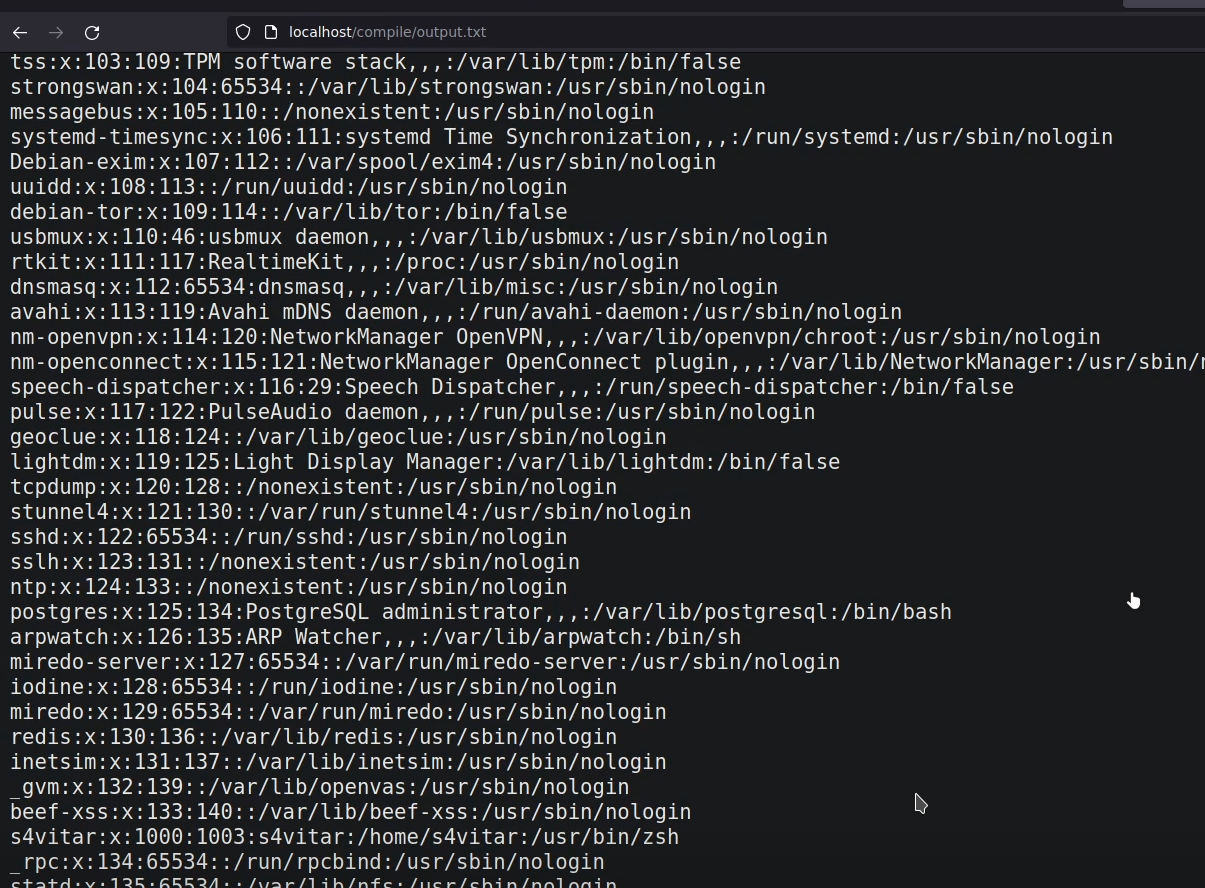 localhost/compile/output.txt
tss:x:103:109:TPM software stack,,,:/var/lib/tpm:/bin/false
strongswan:x:104:65534::/var/lib/strongswan:/usr/sbin/nologin
messagebus:x:105:110::/nonexistent:/usr/sbin/nologin
systemd-timesync:x:106:111:systemd Time Synchronization,,,:/run/systemd:/usr/sbin/nologin
Debian-exim:x:107:112::/var/spool/exim4:/usr/sbin/nologin
uuidd:x:108:113::/run/uuidd:/usr/sbin/nologin
debian-tor:x:109:114::/var/lib/tor:/bin/false
usbmux:x:110:46:usbmux daemon,,,:/var/lib/usbmux:/usr/sbin/nologin
rtkit:x:111:117:RealtimeKit,,,:/proc:/usr/sbin/nologin
dnsmasq:x:112:65534:dnsmasq,,,:/var/lib/misc:/usr/sbin/nologin
avahi:x:113:119:Avahi mDNS daemon,,,:/run/avahi-daemon:/usr/sbin/nologin
nm-openvpn:x:114:120:NetworkManager OpenVPN,,,:/var/lib/openvpn/chroot:/usr/sbin/nologin
nm-openconnect:x:115:121:NetworkManager OpenConnect plugin,,,:/var/lib/NetworkManager:/usr/sbin/
speech-dispatcher:x:116:29:Speech Dispatcher,,,:/run/speech-dispatcher:/bin/false
pulse:x:117:122:PulseAudio daemon,,,:/run/pulse:/usr/sbin/nologin
geoclue:x:118:124::/var/lib/geoclue:/usr/sbin/nologin
lightdm:x:119:125:Light Display Manager:/var/lib/lightdm:/bin/false
tcpdump:x:120:128::/nonexistent:/usr/sbin/nologin
stunnel4:x:121:130::/var/run/stunnel4:/usr/sbin/nologin
sshd:x:122:65534::/run/sshd:/usr/sbin/nologin
sslh:x:123:131::/nonexistent:/usr/sbin/nologin
ntp:x:124:133::/nonexistent:/usr/sbin/nologin
postgres:x:125:134:PostgreSQL administrator,,,:/var/lib/postgresql:/bin/bash
arpwatch:x:126:135:ARP Watcher,,,:/var/lib/arpwatch:/bin/sh
miredo-server:x:127:65534::/var/run/miredo-server:/usr/sbin/nologin
iodine:x:128:65534::/run/iodine:/usr/sbin/nologin
miredo:x:129:65534::/var/run/miredo:/usr/sbin/nologin
redis:x:130:136::/var/lib/redis:/usr/sbin/nologin
inetsim:x:131:137::/var/lib/inetsim:/usr/sbin/nologin
_gvm:x:132:139::/var/lib/openvas:/usr/sbin/nologin
beef-xss:x:133:140::/var/lib/beef-xss:/usr/sbin/nologin
s4vitar:x:1000:1003:s4vitar:/home/s4vitar:/usr/bin/zsh
_rpc:x:134:65534::/run/rpcbind:/usr/sbin/nologin
statd:x:135:65534::/var/lib/nfs:/usr/sbin/nologin